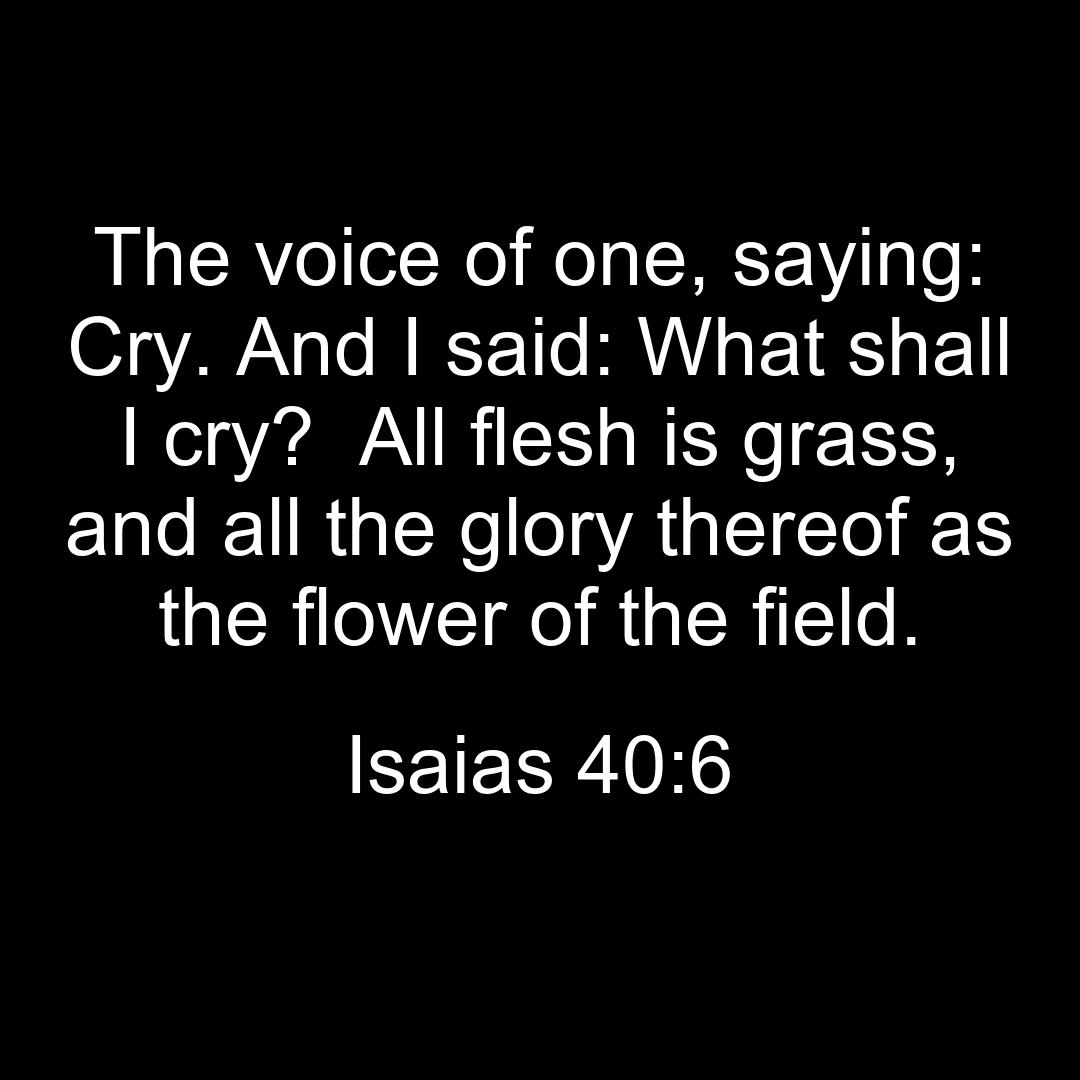 The voice of one, saying:
Cry. And I said: What shall
I cry?  All flesh is grass,
and all the glory thereof as
the flower of the field.
Isaias 40:6